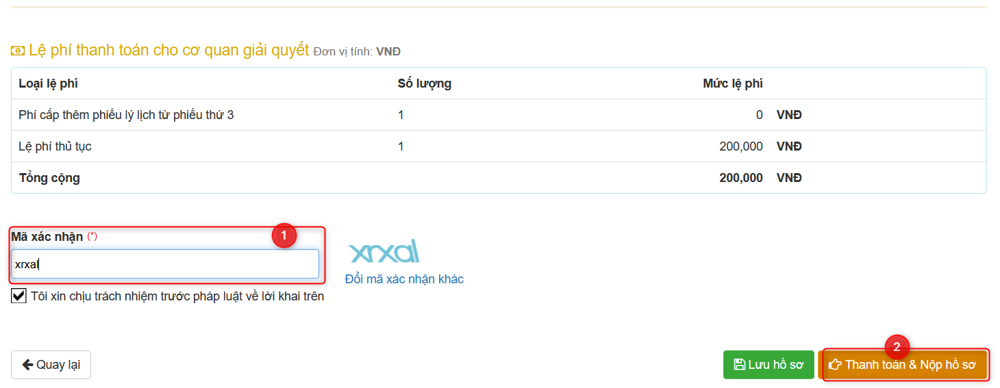 Lệ phí thanh toán cho cơ quan giải quyết Đơn vị tính: VNĐ
Loại lệ phí Số lượng Mức lệ phí
Phí cấp thêm phiếu lý lịch từ phiếu thứ 3 1 0 VNĐ
Lệ phí thủ tục 1 200,000 VNĐ
Tổng cộng 200,000 VNĐ
Mã xác nhận (*) 1
xrxal xrxal
Đổi mã xác nhận khác
Tôi xin chịu trách nhiệm trước pháp luật về lời khai trên
2
Quay lại Lưu hồ sơ Thanh toán & Nộp hồ sơ